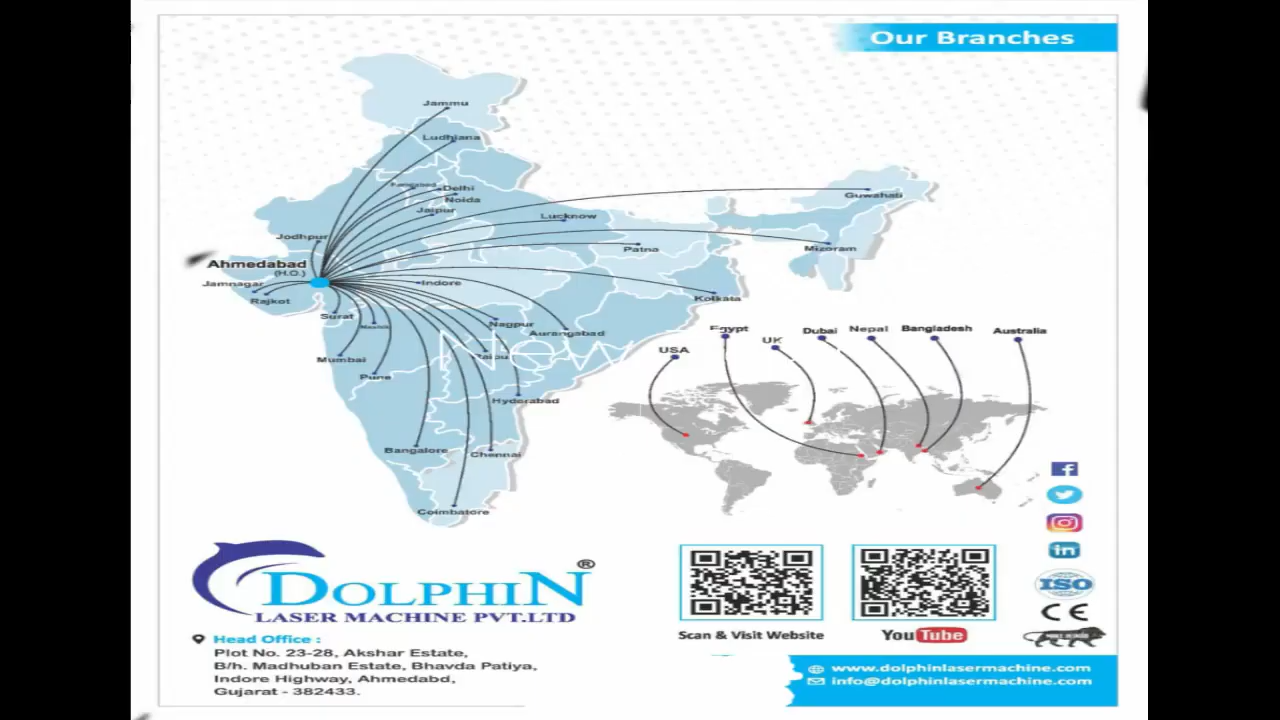 Our Branches
Jammu
Ludhiana
Delhi
Noida
Jaipur
Guwahati
Lucknow
Jodhpur
Patna
Mizoram
Ahmedabad
(H.O.)
Jamnagar
Indore
Rajkot
Kolkata
Surat
Nagpur
Aurangabad
New
Mumbai
Pune
Hyderabad
Bangalore
Chennai
Coimbatore
Egypt
Dubai
Nepal
Bangladesh
Australia
USA
UK
in
ISO
CE
DOLPHIN®
LASER MACHINE PVT.LTD
Scan & Visit Website
YouTube
Head Office :
Plot No. 23-28, Akshar Estate,
B/h. Madhuban Estate, Bhavda Patiya,
Indore Highway, Ahmedabd,
Gujarat - 382433.
www.dolphinlasermachine.com
info@dolphinlasermachine.com